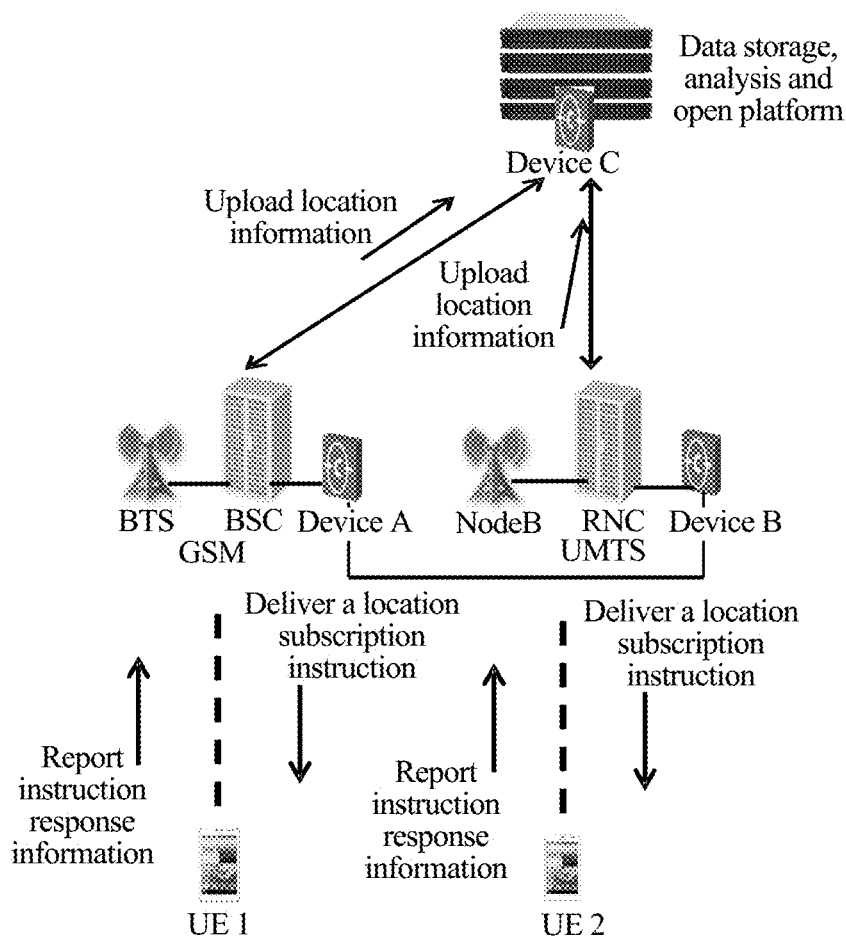 Data storage,
analysis and
open platform
Device C
Upload location
information
Upload
location
information
BTS
BSC
Device A
GSM
NodeB
RNC
Device B
UMTS
Deliver a location
subscription
instruction
Deliver a location
subscription
instruction
Report
instruction
response
information
Report
instruction
response
information
UE 1
UE 2